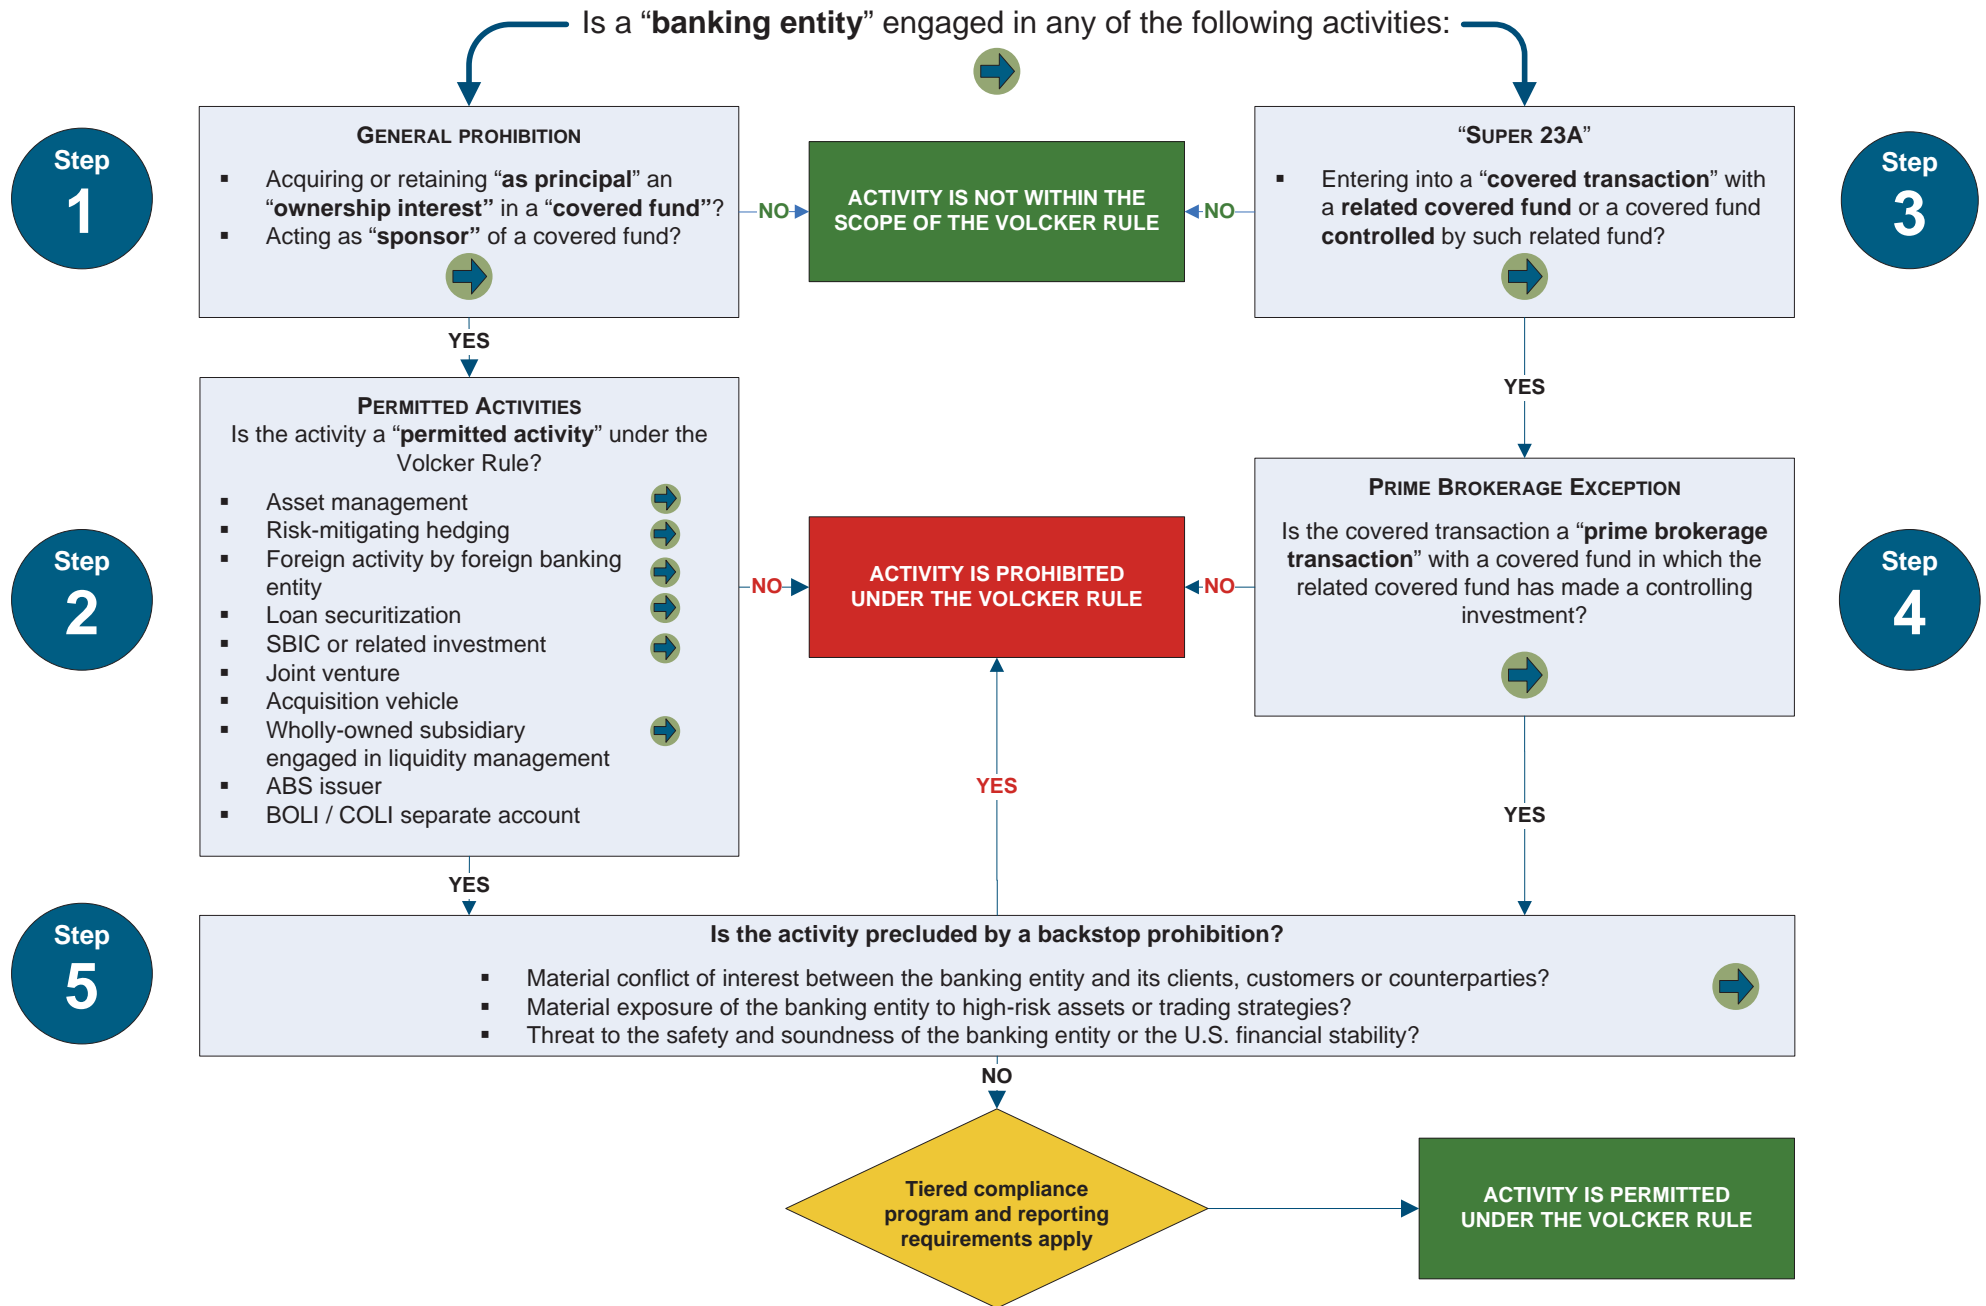 Is a “banking entity” engaged in any of the following activities:
Step
1
GENERAL PROHIBITION
▪ Acquiring or retaining “as principal” an
“ownership interest” in a “covered fund”?
▪ Acting as “sponsor” of a covered fund?
NO
ACTIVITY IS NOT WITHIN THE
SCOPE OF THE VOLCKER RULE
NO
“SUPER 23A”
▪ Entering into a “covered transaction” with
a related covered fund or a covered fund
controlled by such related fund?
Step
3
YES
YES
Step
2
PERMITTED ACTIVITIES
Is the activity a “permitted activity” under the
Volcker Rule?
▪ Asset management
▪ Risk-mitigating hedging
▪ Foreign activity by foreign banking
entity
▪ Loan securitization
▪ SBIC or related investment
▪ Joint venture
▪ Acquisition vehicle
▪ Wholly-owned subsidiary
engaged in liquidity management
▪ ABS issuer
▪ BOLI / COLI separate account
NO
ACTIVITY IS PROHIBITED
UNDER THE VOLCKER RULE
NO
PRIME BROKERAGE EXCEPTION
Is the covered transaction a “prime brokerage
transaction” with a covered fund in which the
related covered fund has made a controlling
investment?
Step
4
YES
YES
YES
Step
5
Is the activity precluded by a backstop prohibition?
▪ Material conflict of interest between the banking entity and its clients, customers or counterparties?
▪ Material exposure of the banking entity to high-risk assets or trading strategies?
▪ Threat to the safety and soundness of the banking entity or the U.S. financial stability?
NO
Tiered compliance
program and reporting
requirements apply
ACTIVITY IS PERMITTED
UNDER THE VOLCKER RULE